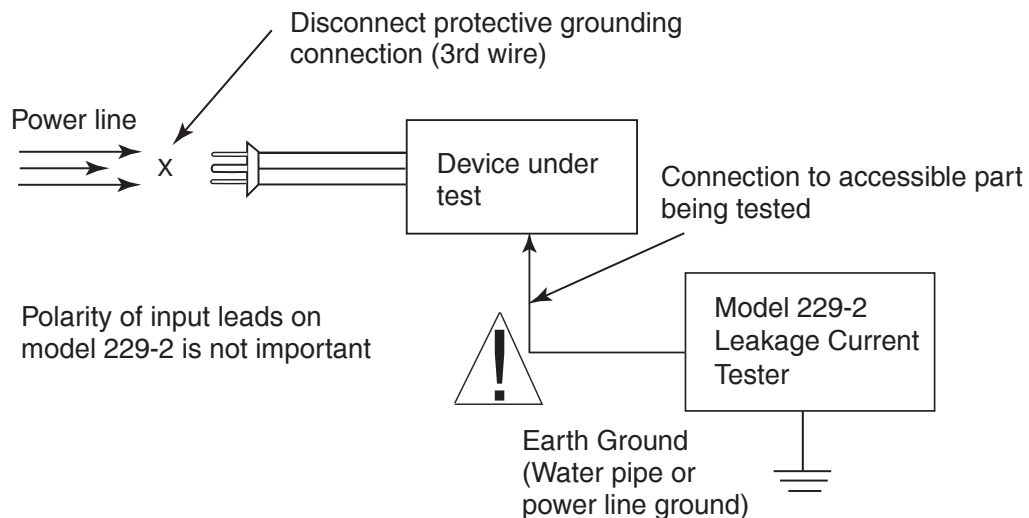 Disconnect protective grounding
connection (3rd wire)
Power line
X
Device under
test
Connection to accessible part
being tested
Polarity of input leads on
model 229-2 is not important
Model 229-2
Leakage Current
Tester
!
Earth Ground
(Water pipe or
power line ground)